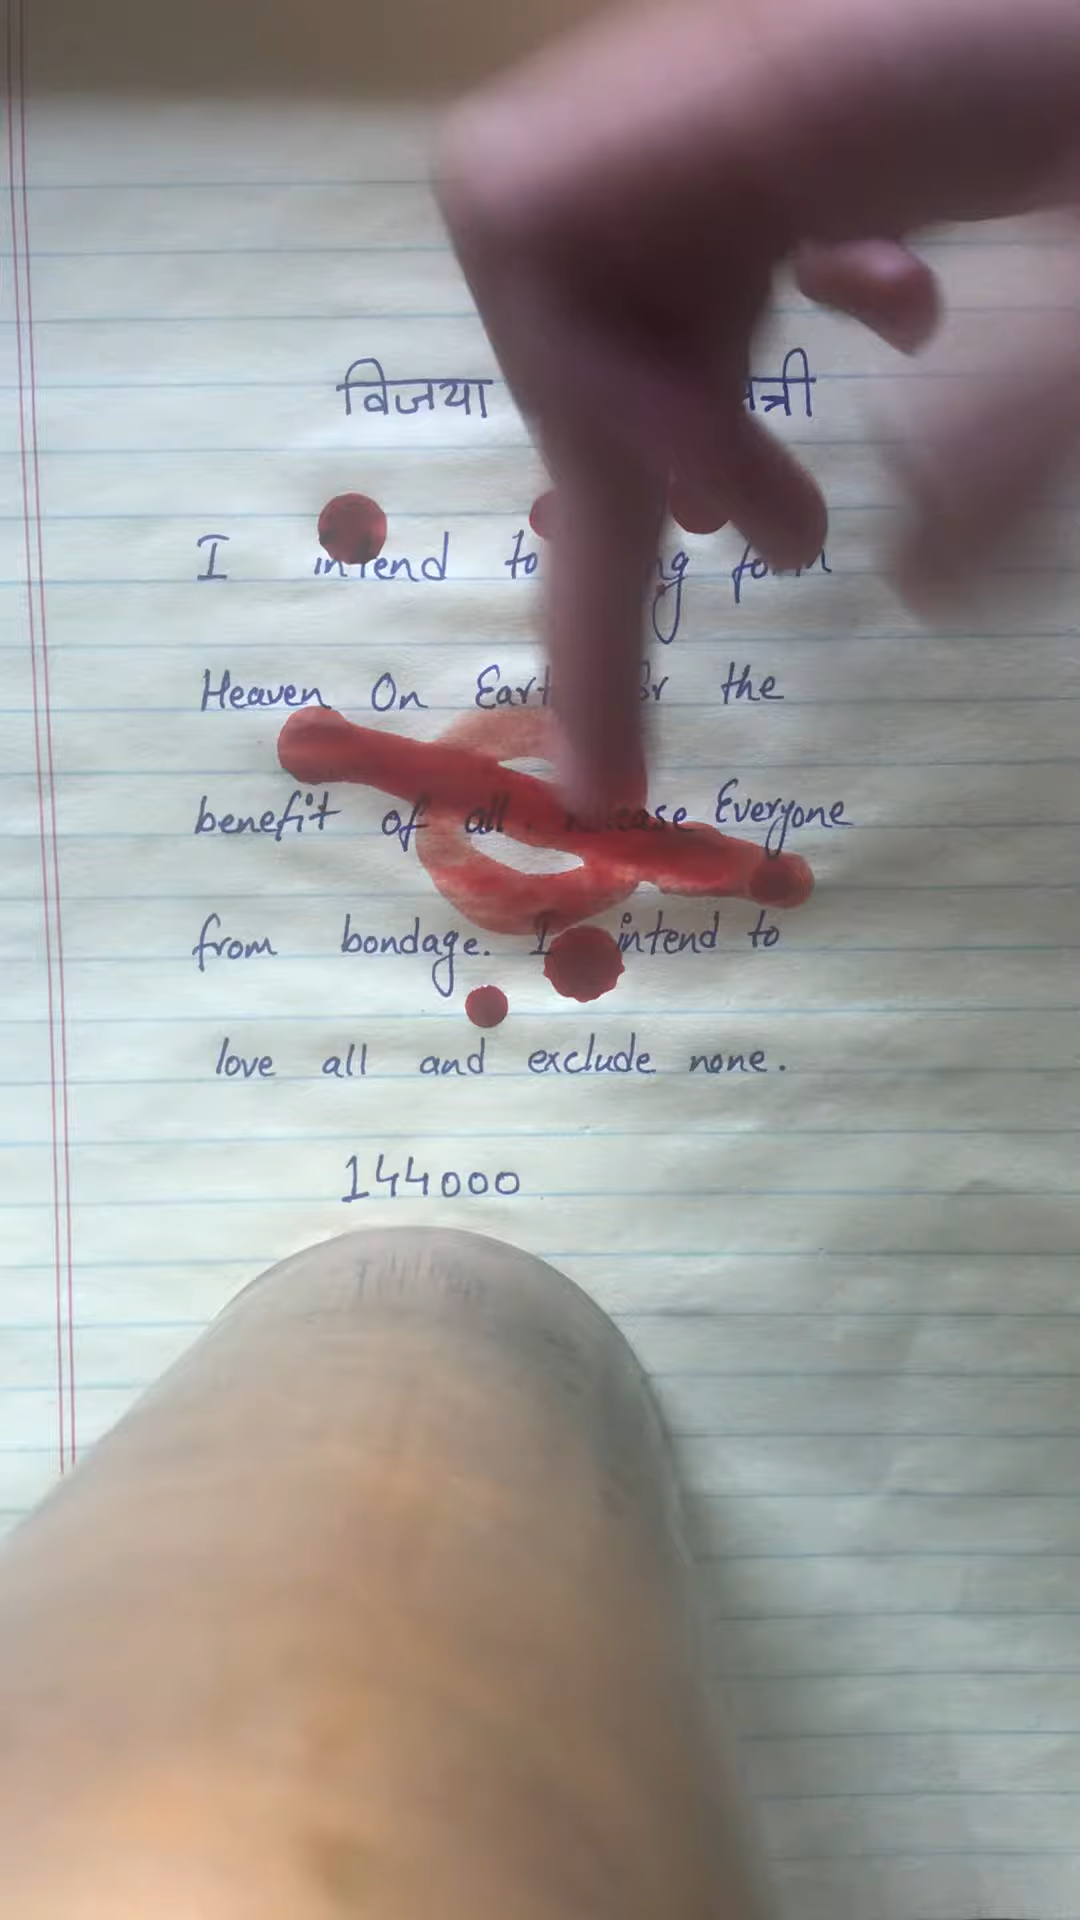 विजया
I intend to
Heaven On the
benefit of all. Everyone
from bondage. I intend to
love all and exclude none.
144000